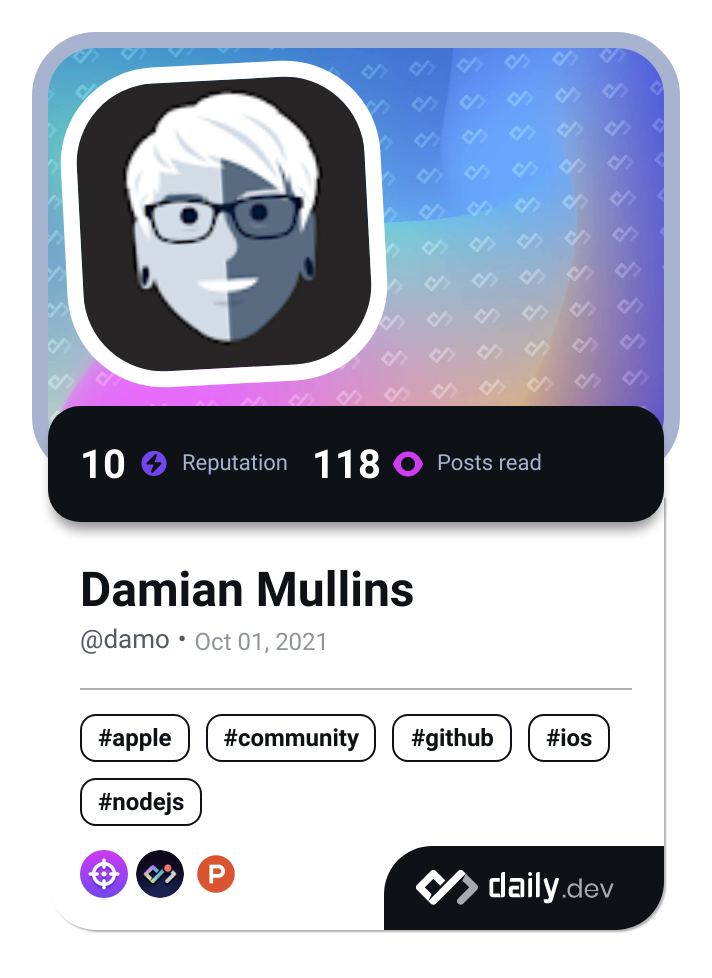 10 Reputation 118 Posts read
Damian Mullins
@damo • Oct 01, 2021
#apple #community #github #ios
#nodejs
P daily.dev